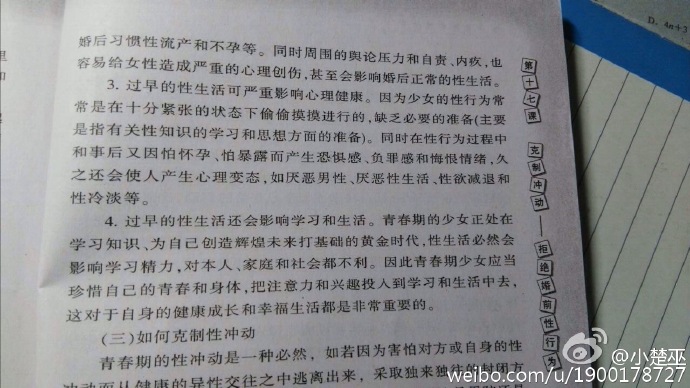 婚后习惯性流产和不孕等。同时周围的舆论压力和自责、内疚,也
容易给女性造成严重的心理创伤,甚至会影响婚后正常的性生活。
3. 过早的性生活可严重影响心理健康。因为少女的性行为常
常是在十分紧张的状态下偷偷摸摸进行的,缺乏必要的准备(主要
是指有关性知识的学习和思想方面的准备)。同时在性行为过程中
和事后又因怕怀孕、怕暴露而产生恐惧感、负罪感和悔恨情绪,久
之还会使人产生心理变态,如厌恶男性、厌恶性生活、性欲减退和
性冷淡等。
4. 过早的性生活还会影响学习和生活。青春期的少女正处在
学习知识、为自己创造辉煌未来打基础的黄金时代,性生活必然会
影响学习精力,对本人、家庭和社会都不利。因此青春期少女应当
珍惜自己的青春和身体,把注意力和兴趣投入到学习和生活中去,
这对于自身的健康成长和幸福生活都是非常重要的。
(三)如何克制性冲动
青春期的性冲动是一种必然,如若因为害怕对方或自身的性
冲动而从健康的异性交往之中逃离出来,采取独来独往的封闭
第十七课 克制冲动——拒绝婚前性行为
D. 4n+3
@小楚巫
weibo.com/u/1900178727